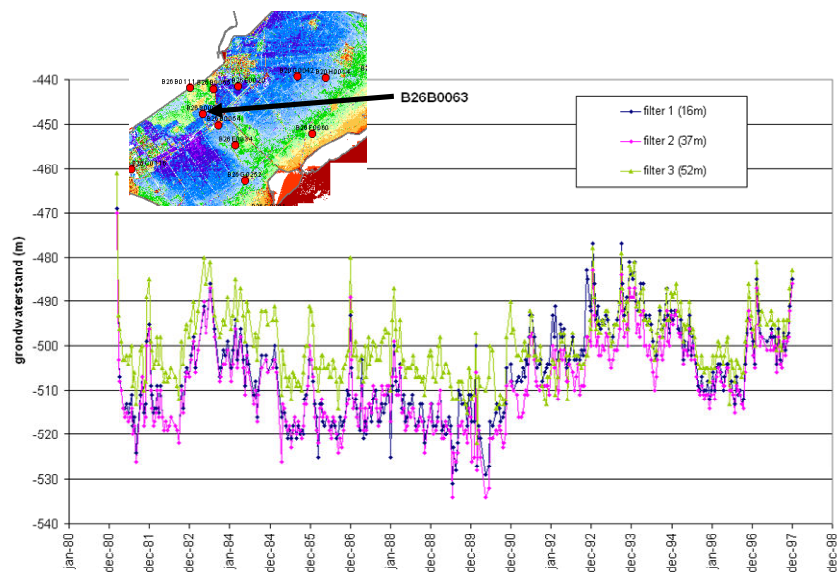 -440
-450
-460
-470
-480
-490
-500
-510
-520
-530
-540
grondwaterstand (m)
B26B0111
B26B0063
filter 1 (16m)
filter 2 (37m)
filter 3 (52m)
jan-80
dec-80
dec-81
dec-82
jan-84
dec-84
dec-85
dec-86
jan-88
dec-88
dec-89
dec-90
jan-92
dec-92
dec-93
dec-94
jan-96
dec-96
dec-97
dec-98